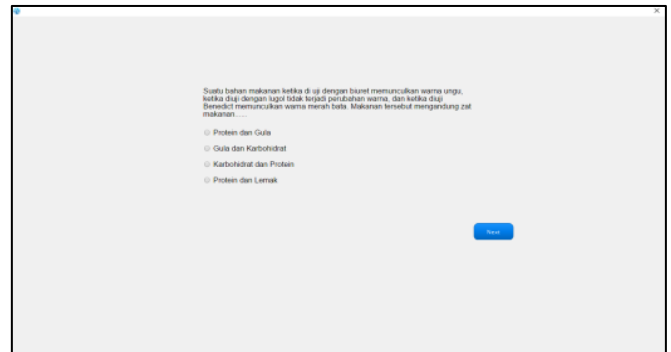 Suatu bahan makanan ketika di uji dengan biuret memunculkan warna ungu,
ketika diuji dengan lugol tidak terjadi perubahan warna, dan ketika diuji
Benedict memunculkan warna merah bata. Makanan tersebut mengandung zat
makanan.....
Protein dan Gula
Gula dan Karbohidrat
Karbohidrat dan Protein
Protein dan Lemak
Next